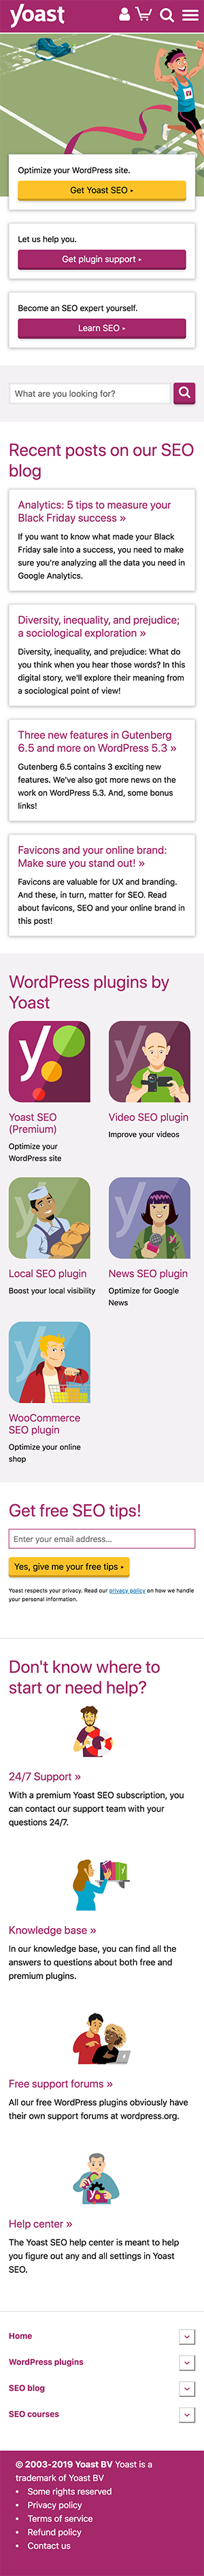 yoast
Optimize your WordPress site.
Get Yoast SEO ▸
Let us help you.
Get plugin support ▸
Become an SEO expert yourself.
Learn SEO ▸
What are you looking for?
Recent posts on our SEO
blog
Analytics: 5 tips to measure your
Black Friday success »
If you want to know what made your Black
Friday sale into a success, you need to make
sure you're analyzing all the data you need in
Google Analytics.
Diversity, inequality, and prejudice;
a sociological exploration »
Diversity, inequality, and prejudice: What do
you think when you hear those words? In this
digital story, we'll explore their meaning from
a sociological point of view!
Three new features in Gutenberg
6.5 and more on WordPress 5.3 »
Gutenberg 6.5 contains 3 exciting new
features. We've also got more news on the
work on WordPress 5.3. And, some bonus
links!
Favicons and your online brand:
Make sure you stand out! »
Favicons are valuable for UX and branding.
And these, in turn, matter for SEO. Read
about favicons, SEO and your online brand in
this post!
WordPress plugins by
Yoast
y
Yoast SEO
(Premium)
Optimize your
WordPress site
Video SEO plugin
Improve your videos
Local SEO plugin
Boost your local visibility
News SEO plugin
Optimize for Google
News
WooCommerce
SEO plugin
Optimize your online
shop
Get free SEO tips!
Enter your email address...
Yes, give me your free tips ▸
Yoast respects your privacy. Read our privacy policy on how we handle
your personal information.
Don't know where to
start or need help?
24/7 Support »
With a premium Yoast SEO subscription, you
can contact our support team with your
questions 24/7.
Knowledge base »
In our knowledge base, you can find all the
answers to questions about both free and
premium plugins.
Free support forums »
All our free WordPress plugins obviously have
their own support forums at wordpress.org.
Help center »
The Yoast SEO help center is meant to help
you figure out any and all settings in Yoast
SEO.
Home
WordPress plugins
SEO blog
SEO courses
© 2003-2019 Yoast BV Yoast is a
trademark of Yoast BV
• Some rights reserved
• Privacy policy
• Terms of service
• Refund policy
• Contact us